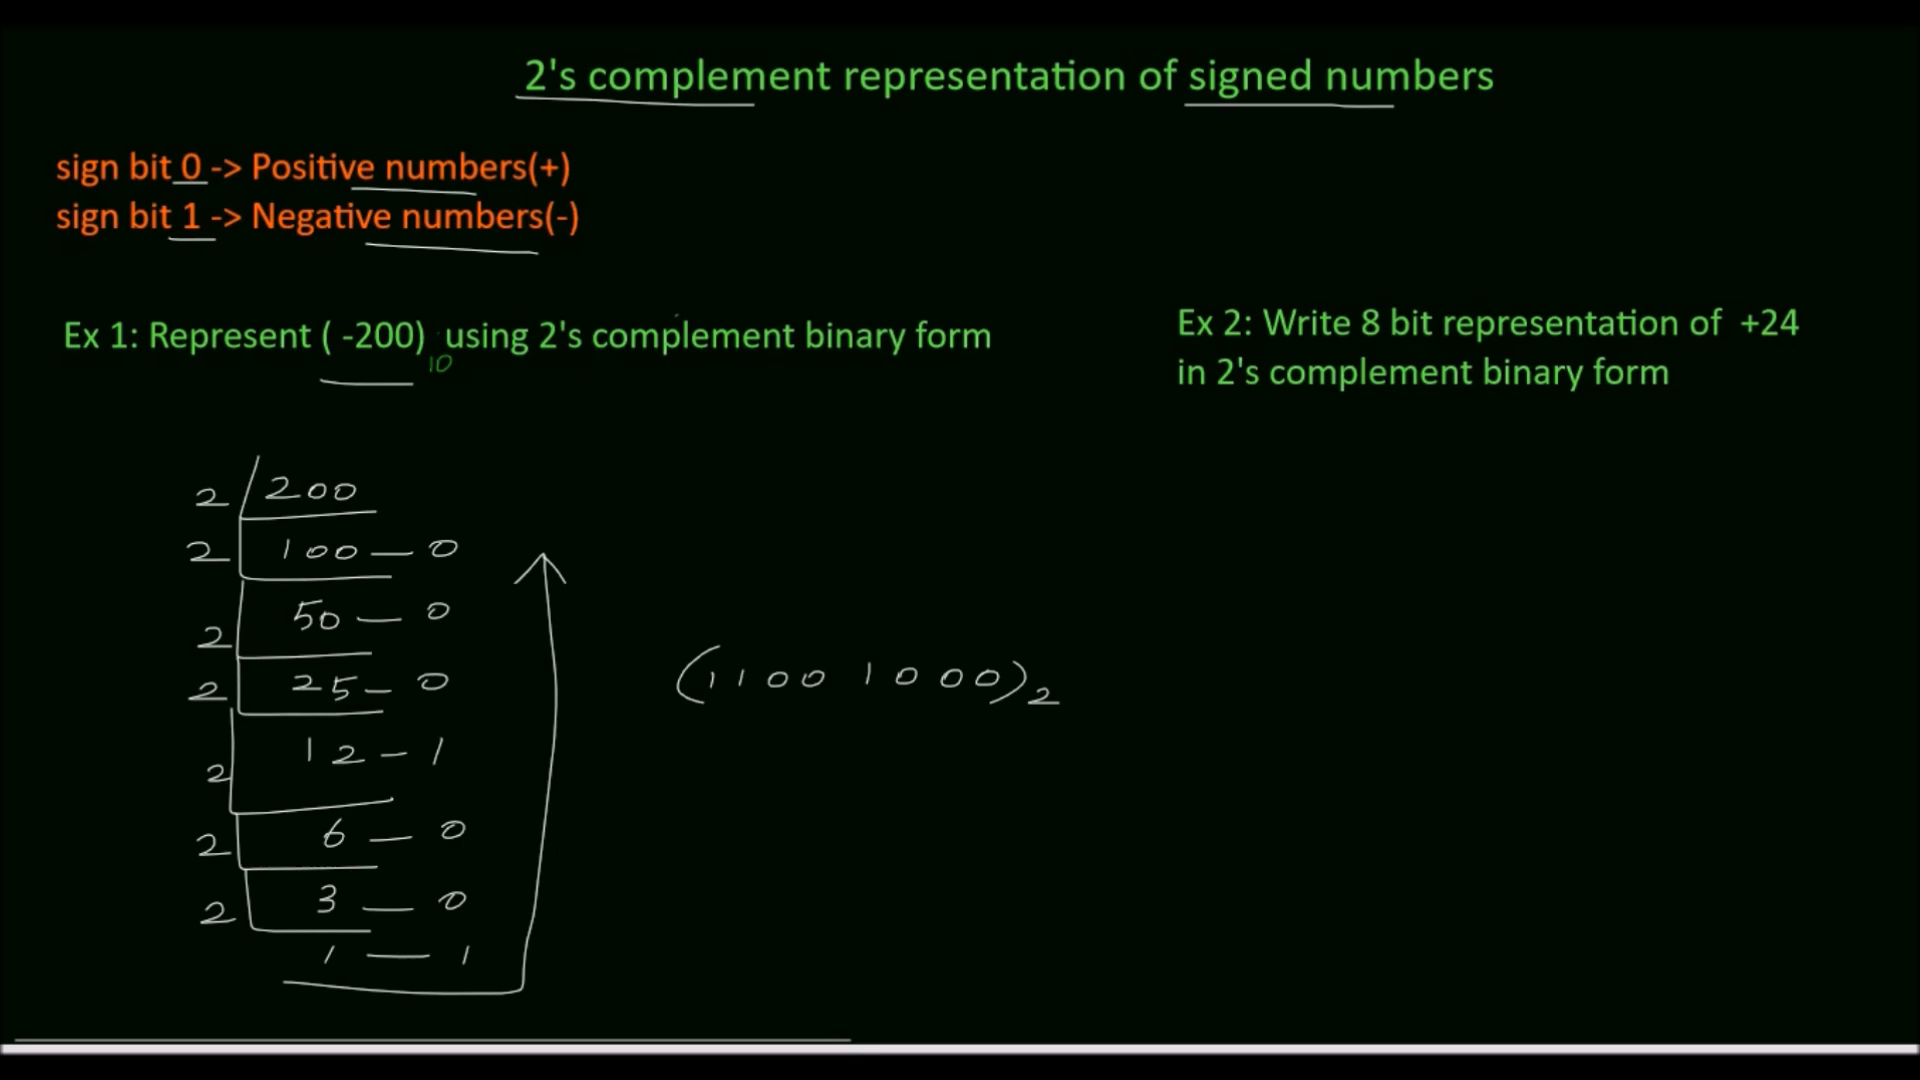 2's complement representation of signed numbers
sign bit 0 -> Positive numbers(+)
sign bit 1 -> Negative numbers(-)
Ex 1: Represent ( -200)10 using 2's complement binary form
Ex 2: Write 8 bit representation of +24
in 2's complement binary form
2 200
2 100 — 0
2 50 — 0
2 25 — 0
2 12 — 1
2 6 — 0
2 3 — 0
1 — 1
(1100 1000)2